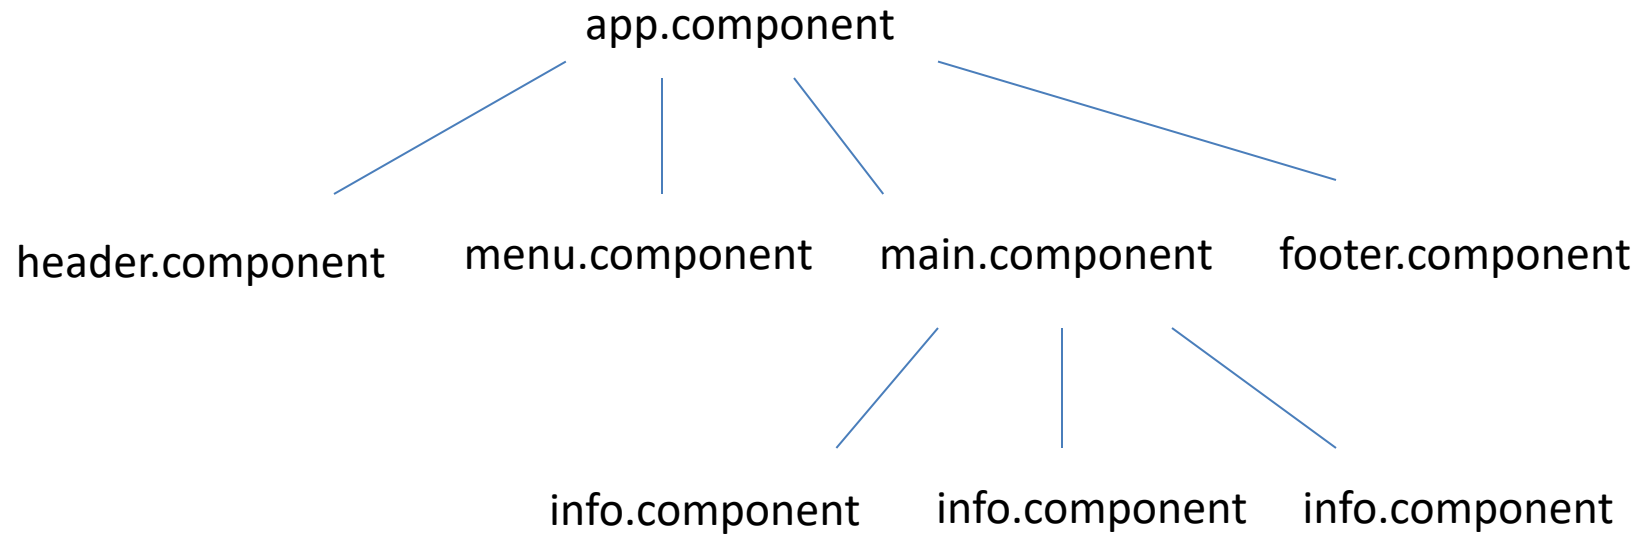 app.component
header.component
menu.component
main.component
footer.component
info.component
info.component
info.component